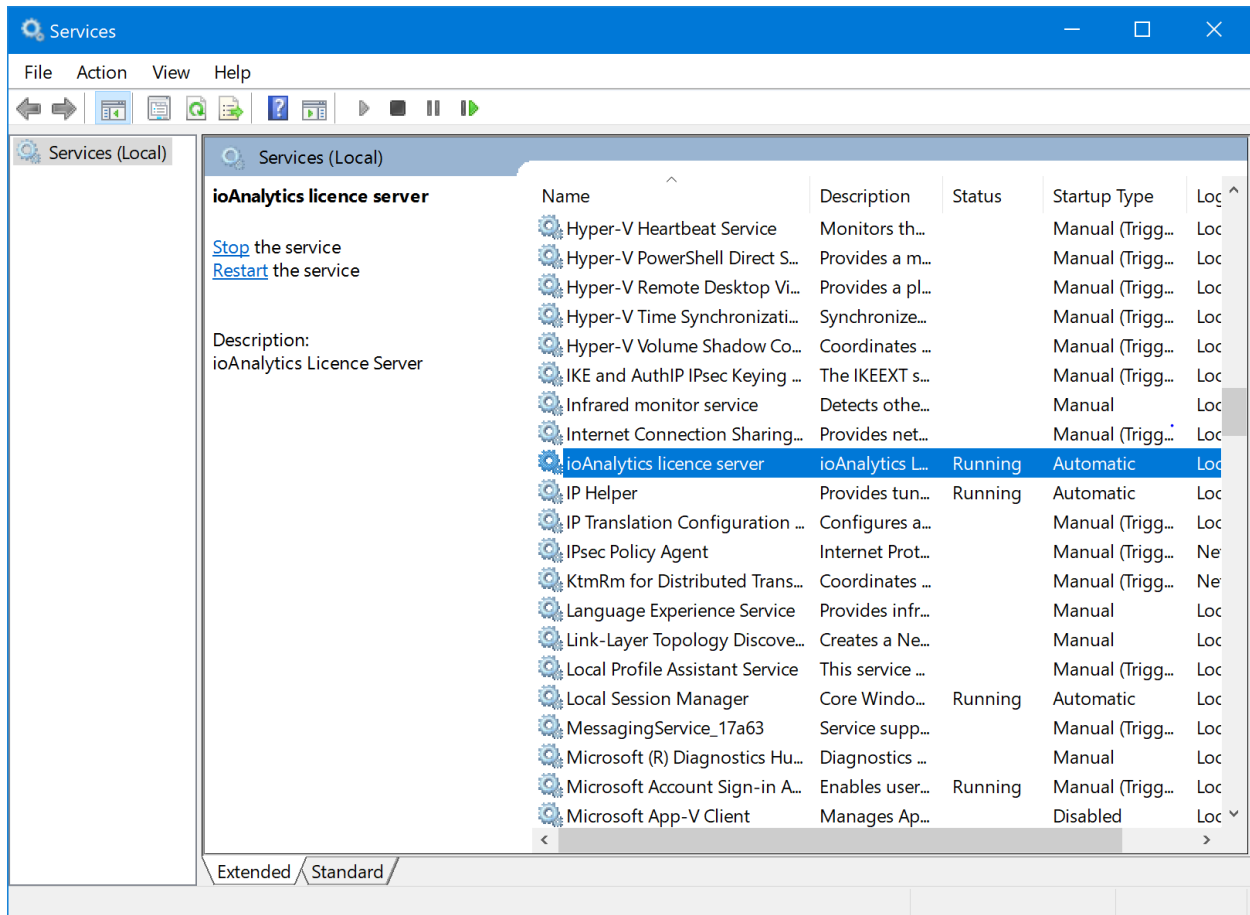 Services
File Action View Help
Services (Local)
Services (Local)
ioAnalytics licence server
Stop the service
Restart the service
Description:
ioAnalytics Licence Server
Name Description Status Startup Type Log
Hyper-V Heartbeat Service Monitors th... Manual (Trigg... Loc
Hyper-V PowerShell Direct S... Provides a m... Manual (Trigg... Loc
Hyper-V Remote Desktop Vi... Provides a pl... Manual (Trigg... Loc
Hyper-V Time Synchronizati... Synchronize... Manual (Trigg... Loc
Hyper-V Volume Shadow Co... Coordinates ... Manual (Trigg... Loc
IKE and AuthIP IPsec Keying ... The IKEEXT s... Manual (Trigg... Loc
Infrared monitor service Detects othe... Manual Loc
Internet Connection Sharing... Provides net... Manual (Trigg... Loc
ioAnalytics licence server ioAnalytics L... Running Automatic Loc
IP Helper Provides tun... Running Automatic Loc
IP Translation Configuration ... Configures a... Manual (Trigg... Loc
IPsec Policy Agent Internet Prot... Manual (Trigg... Net
KtmRm for Distributed Trans... Coordinates ... Manual (Trigg... Net
Language Experience Service Provides infr... Manual Loc
Link-Layer Topology Discove... Creates a Ne... Manual Loc
Local Profile Assistant Service This service ... Manual (Trigg... Loc
Local Session Manager Core Windo... Running Automatic Loc
MessagingService_17a63 Service supp... Manual (Trigg... Loc
Microsoft (R) Diagnostics Hu... Diagnostics ... Manual Loc
Microsoft Account Sign-in A... Enables user... Running Manual (Trigg... Loc
Microsoft App-V Client Manages Ap... Disabled Loc
Extended Standard